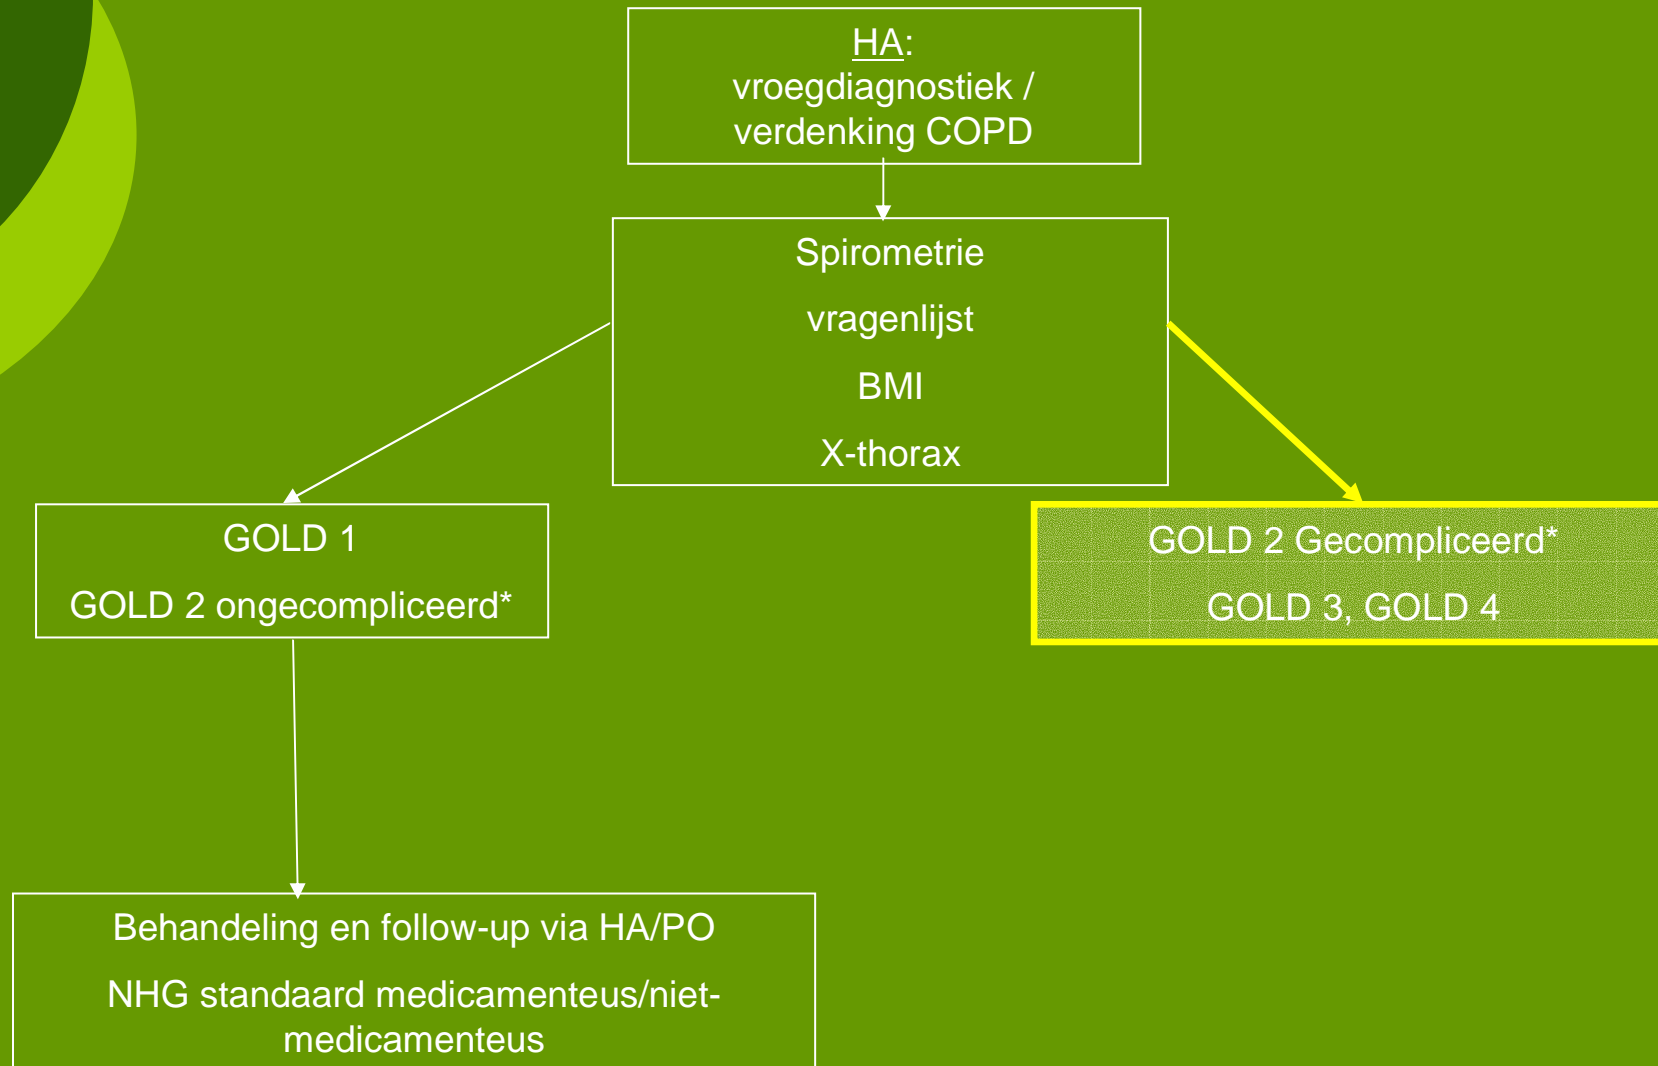 HA:
vroegdiagnostiek /
verdenking COPD
Spirometrie
vragenlijst
BMI
X-thorax
GOLD 1
GOLD 2 ongecompliceerd*
GOLD 2 Gecompliceerd*
GOLD 3, GOLD 4
Behandeling en follow-up via HA/PO
NHG standaard medicamenteus/niet-
medicamenteus